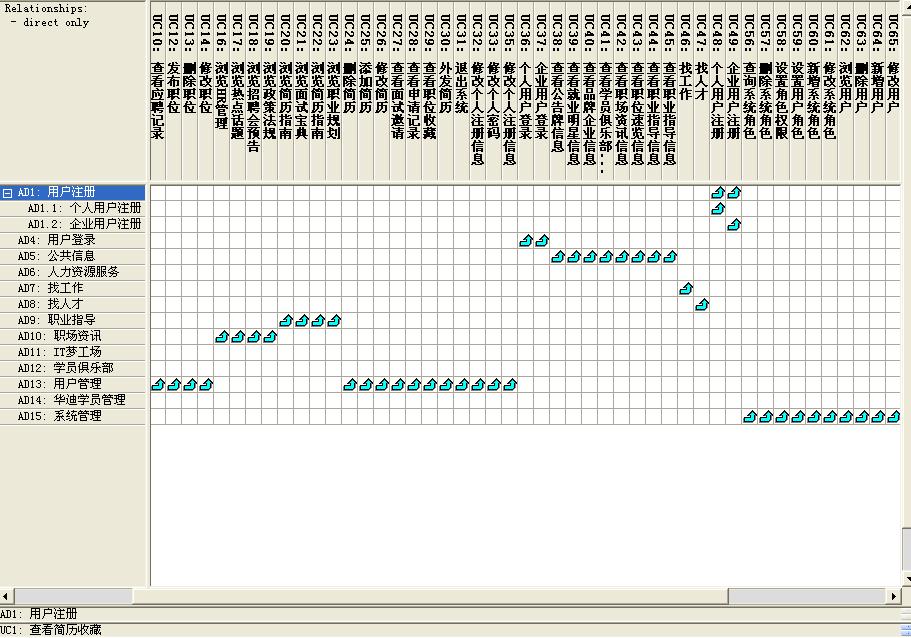 Relationships:
- direct only
UC10: 查看应聘记录
UC12: 发布职位
UC13: 删除职位
UC14: 修改职位
UC16: 浏览HR管理
UC17: 浏览热点话题
UC18: 浏览招聘会预告
UC19: 浏览政策法规
UC20: 浏览简历指南
UC21: 浏览面试宝典
UC22: 浏览简历指南
UC23: 浏览职业规划
UC24: 删除简历
UC25: 添加简历
UC26: 修改简历
UC27: 查看面试邀请
UC28: 查看申请记录
UC29: 查看职位收藏
UC30: 外发简历
UC31: 退出系统
UC32: 修改个人注册信息
UC33: 修改个人密码
UC35: 修改个人注册信息
UC36: 个人用户登录
UC37: 企业用户登录
UC38: 查看公告牌信息
UC39: 查看就业明星信息
UC40: 查看品牌企业信息
UC41: 查看学员俱乐部...
UC42: 查看职场资讯信息
UC43: 查看职位速览信息
UC44: 查看职业指导信息
UC45: 查看职业指导信息
UC46: 找工作
UC47: 找人才
UC48: 个人用户注册
UC49: 企业用户注册
UC56: 查询系统角色
UC57: 删除系统角色
UC58: 设置角色权限
UC59: 设置用户角色
UC60: 新增系统角色
UC61: 修改系统角色
UC62: 浏览用户
UC63: 删除用户
UC64: 新增用户
UC65: 修改用户
AD1: 用户注册
AD1.1: 个人用户注册
AD1.2: 企业用户注册
AD4: 用户登录
AD5: 公共信息
AD6: 人力资源服务
AD7: 找工作
AD8: 找人才
AD9: 职业指导
AD10: 职场资讯
AD11: IT梦工场
AD12: 学员俱乐部
AD13: 用户管理
AD14: 华迪学员管理
AD15: 系统管理
AD1: 用户注册
UC1: 查看简历收藏